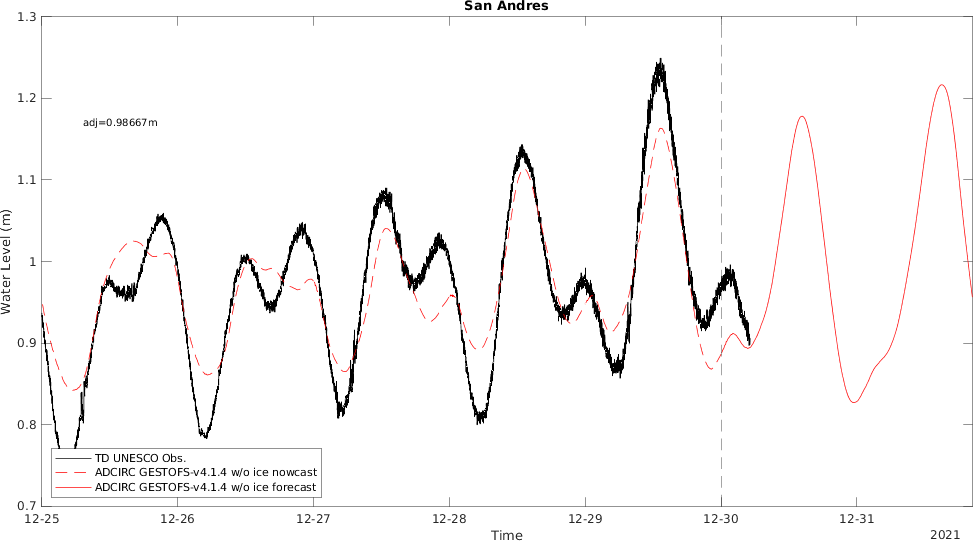 San Andres
1.3
1.2
1.1
1
0.9
0.8
0.7
Water Level (m)
adj=0.98667m
TD UNESCO Obs.
ADCIRC GESTOFS-v4.1.4 w/o ice nowcast
ADCIRC GESTOFS-v4.1.4 w/o ice forecast
12-25 12-26 12-27 12-28 12-29 12-30 12-31
Time
2021